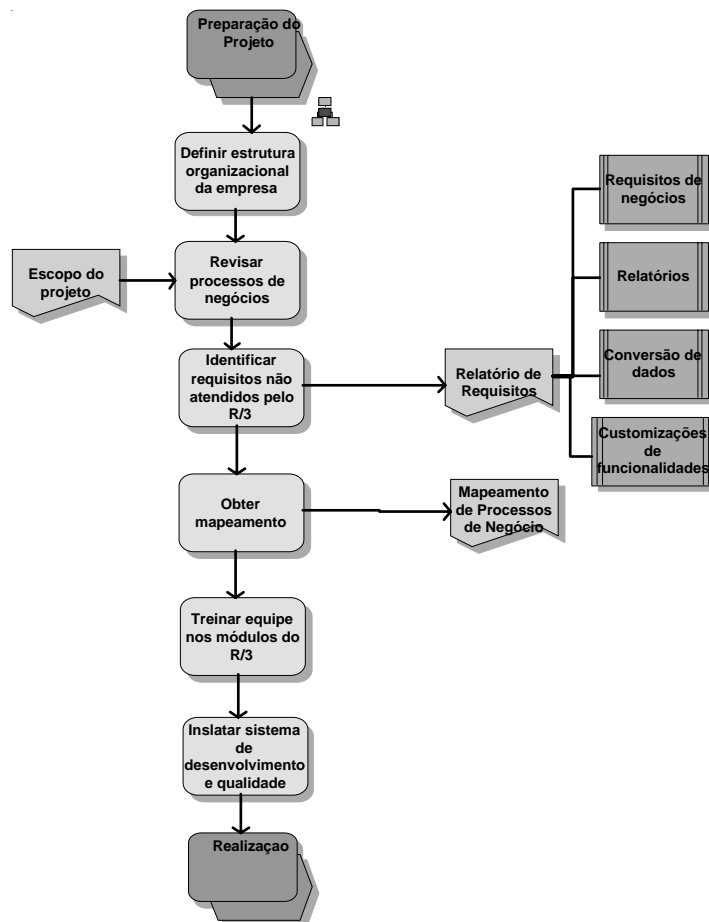 Preparação do
Projeto
Definir estrutura
organizacional
da empresa
Requisitos de
negócios
Escopo do
projeto
Revisar
processos de
negócios
Relatórios
Identificar
requisitos não
atendidos pelo
R/3
Relatório de
Requisitos
Conversão de
dados
Customizações
de
funcionalidades
Obter
mapeamento
Mapeamento
de Processos
de Negócio
Treinar equipe
nos módulos do
R/3
Inslatar sistema
de
desenvolvimento
e qualidade
Realizaçao